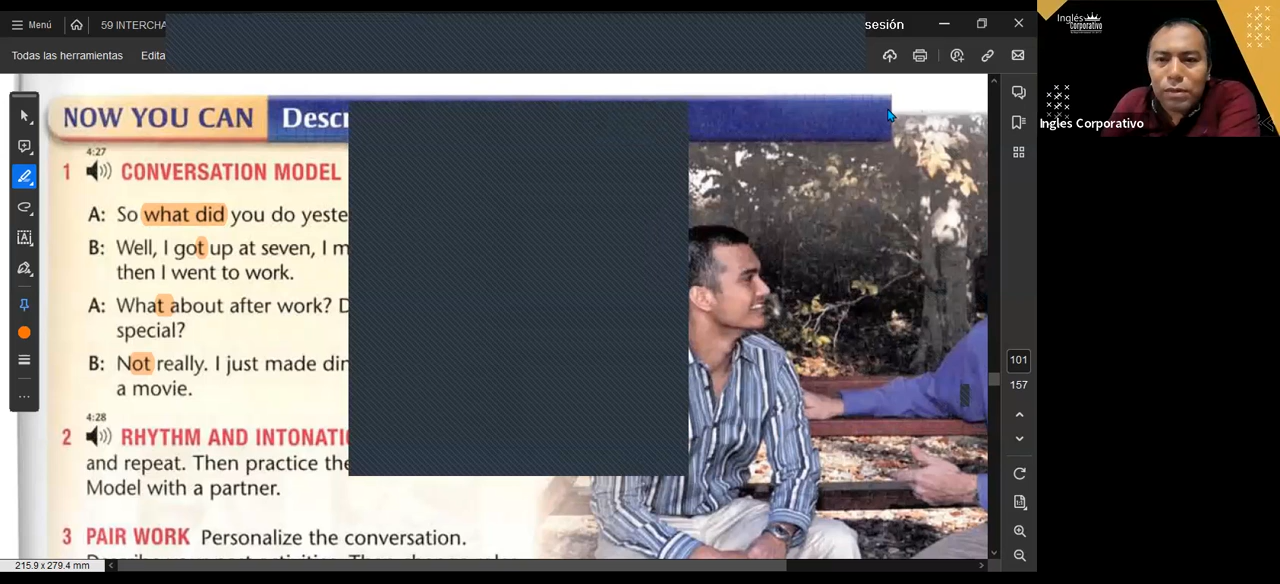 Menú
59 INTERCHA
sesión
Todas las herramientas
Edita
NOW YOU CAN Descr
4:27
1 CONVERSATION MODEL
A: So what did you do yeste
B: Well, I got up at seven, I m
then I went to work.
A: What about after work? D
special?
B: Not really. I just made din
a movie.
4:28
2 RHYTHM AND INTONATI
and repeat. Then practice the
Model with a partner.
3 PAIR WORK Personalize the conversation.
215.9 x 279.4 mm
101
157
Inglés
Corporativo
Ingles Corporativo